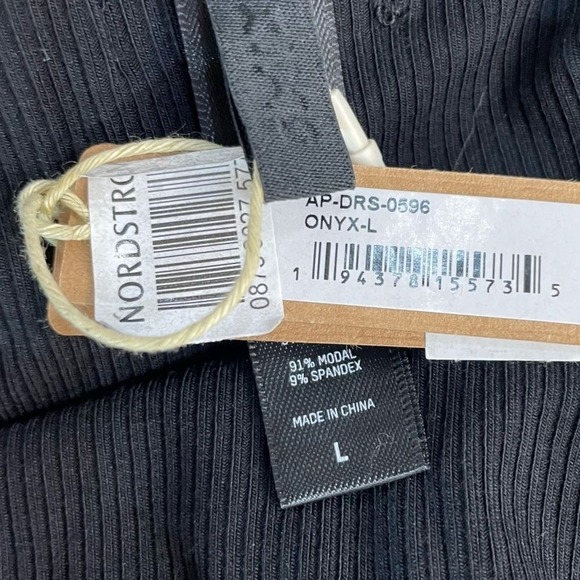 NORDSTRO
AP-DRS-0596
ONYX-L
1 94378 15573 5
91% MODAL
9% SPANDEX
MADE IN CHINA
L